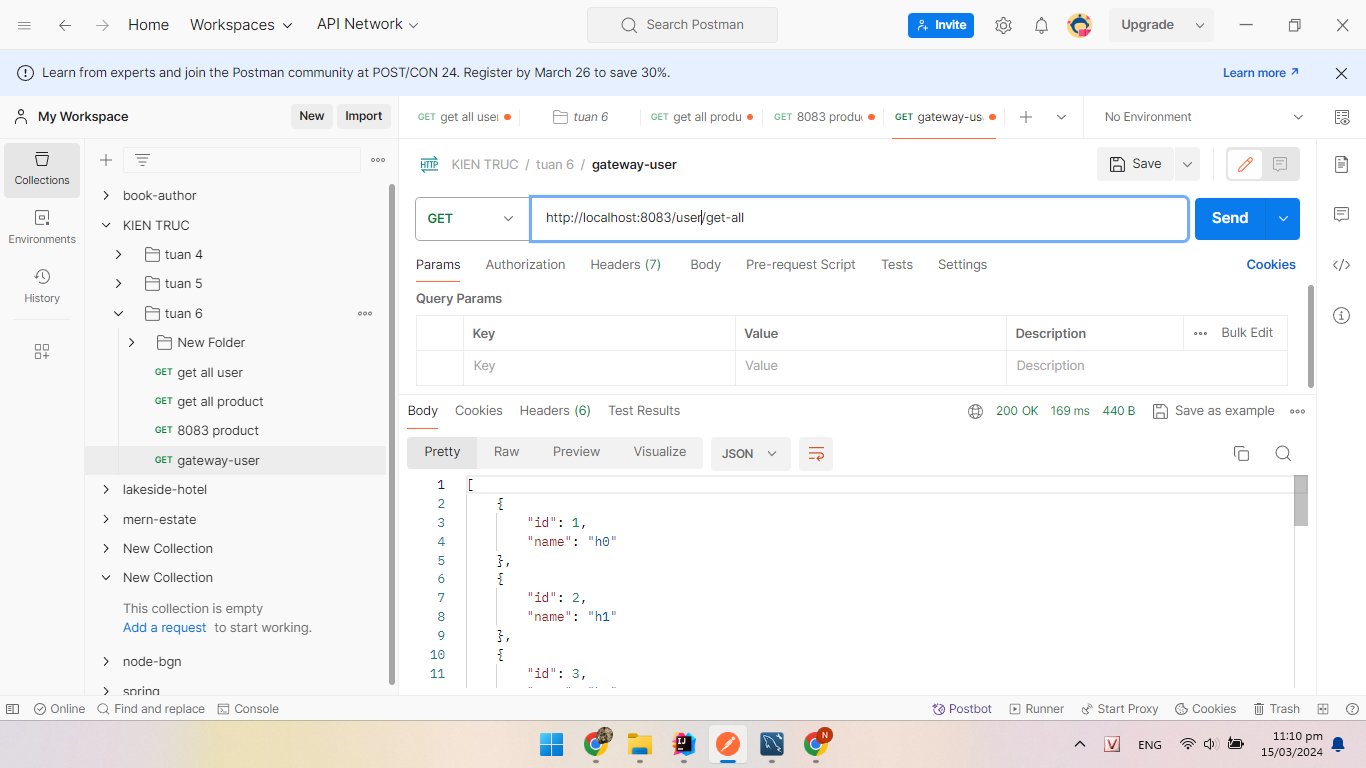 Home Workspaces API Network Search Postman Invite Upgrade
Learn from experts and join the Postman community at POST/CON 24. Register by March 26 to save 30%. Learn more
My Workspace New Import
GET get all use tuan 6 GET get all produ GET 8083 produ GET gateway-us No Environment
Collections
Environments
History
book-author
KIEN TRUC
tuan 4
tuan 5
tuan 6
New Folder
GET get all user
GET get all product
GET 8083 product
GET gateway-user
lakeside-hotel
mern-estate
New Collection
New Collection
This collection is empty
Add a request to start working.
node-bgn
spring
HTTP KIEN TRUC / tuan 6 / gateway-user Save
GET http://localhost:8083/user/get-all Send
Params Authorization Headers (7) Body Pre-request Script Tests Settings Cookies
Query Params
Key Value Description Bulk Edit
Key Value Description
Body Cookies Headers (6) Test Results 200 OK 169 ms 440 B Save as example
Pretty Raw Preview Visualize JSON
1 [
2 {
3 "id": 1,
4 "name": "h0"
5 },
6 {
7 "id": 2,
8 "name": "h1"
9 },
10 {
11 "id": 3,
Online Find and replace Console Postbot Runner Start Proxy Cookies Trash
N V ENG 11:10 pm
15/03/2024